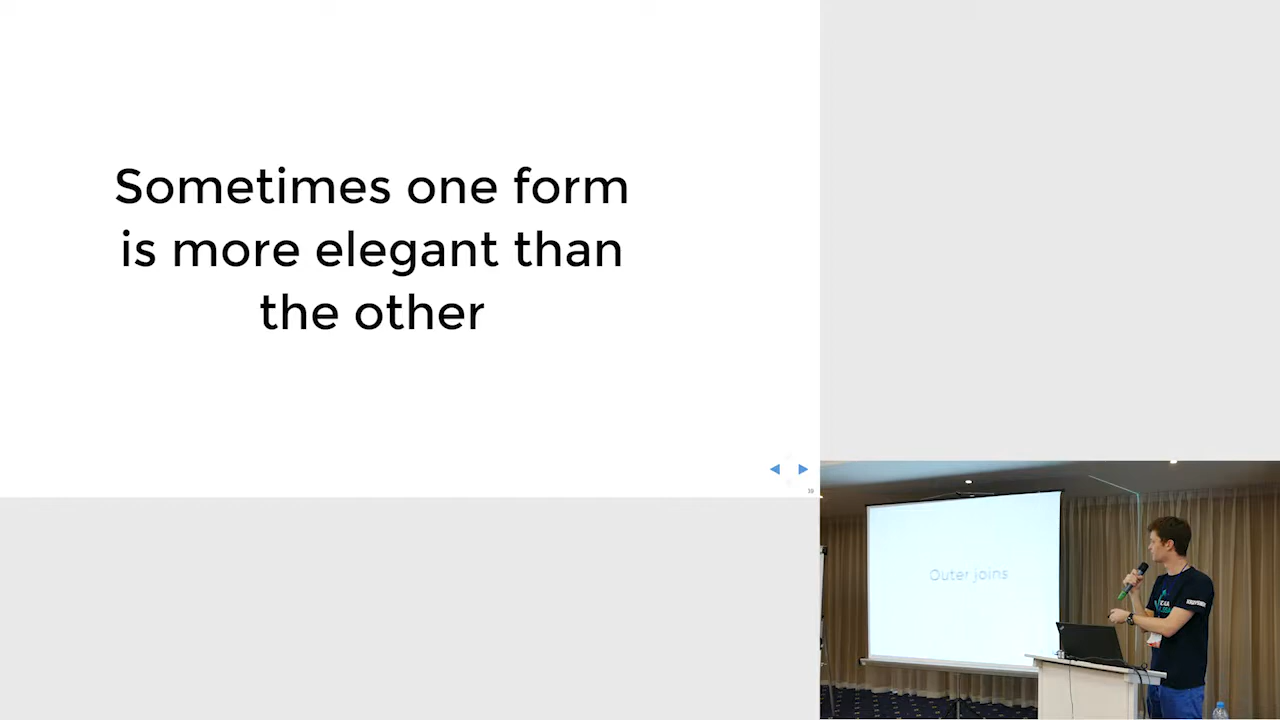 Sometimes one form
is more elegant than
the other
Outer joins